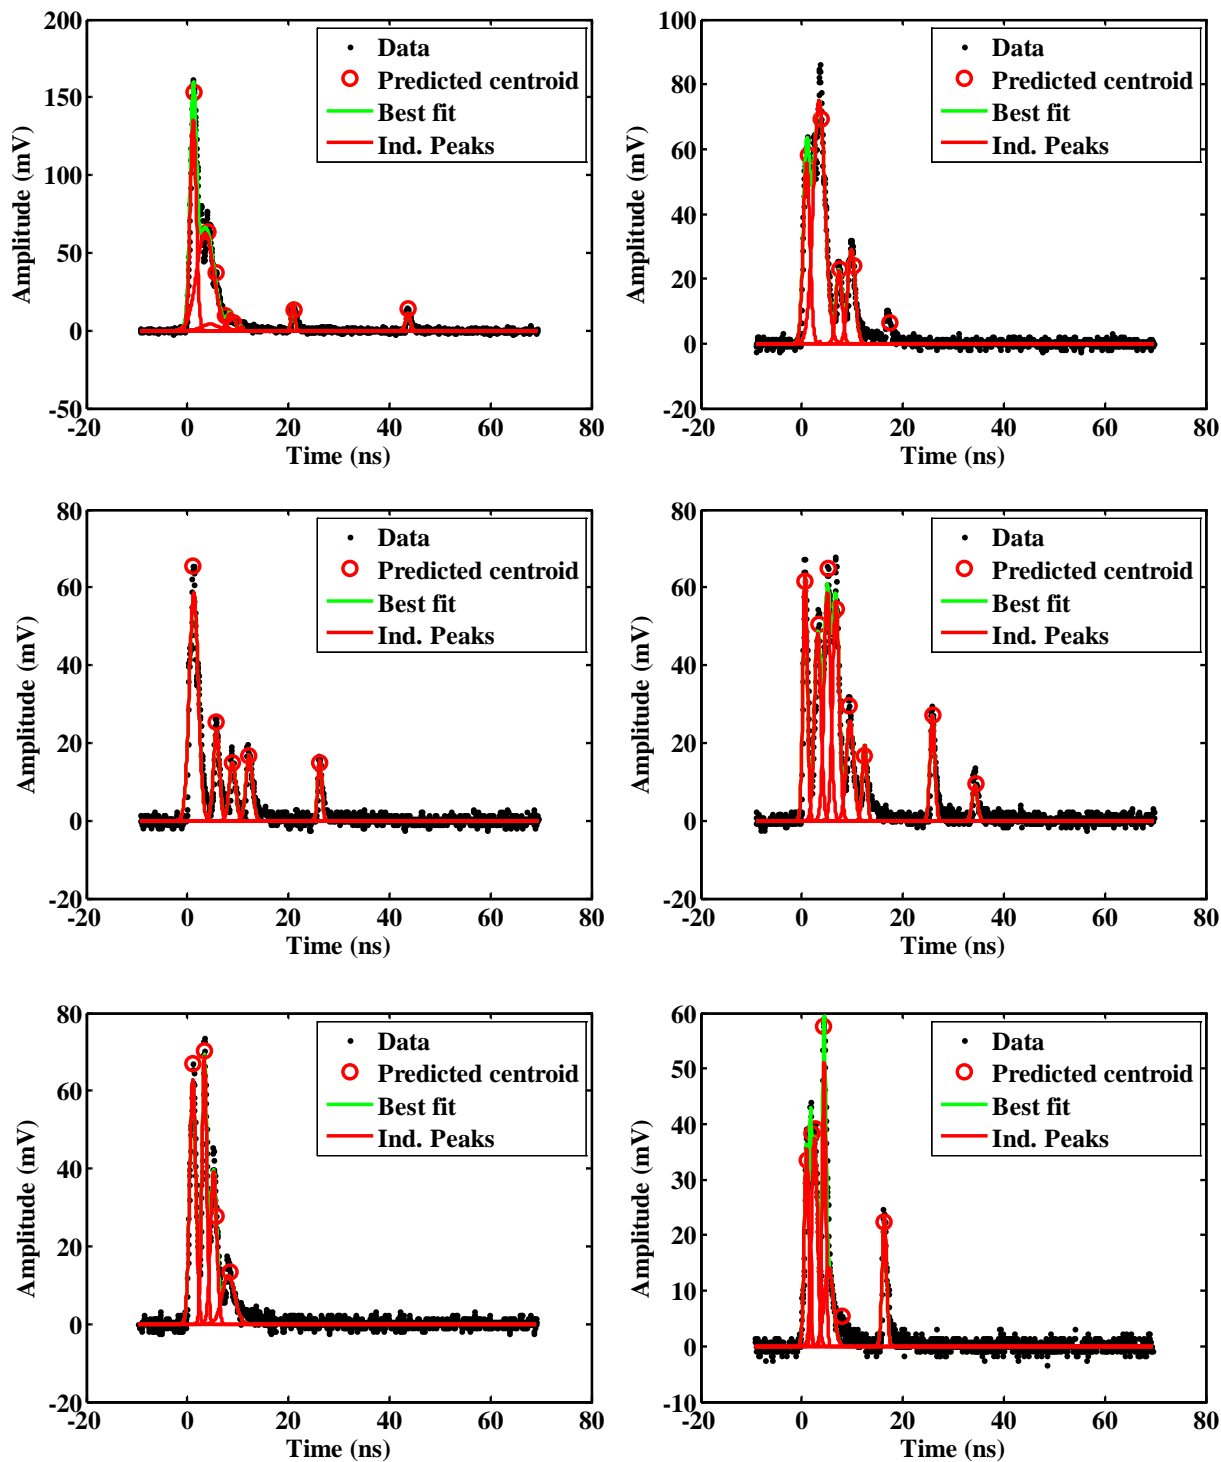 200
150
100
50
0
-50
-20 0 20 40 60 80
Amplitude (mV)
Time (ns)
Data
Predicted centroid
Best fit
Ind. Peaks
100
80
60
40
20
0
-20
-20 0 20 40 60 80
Amplitude (mV)
Time (ns)
Data
Predicted centroid
Best fit
Ind. Peaks
80
60
40
20
0
-20
-20 0 20 40 60 80
Amplitude (mV)
Time (ns)
Data
Predicted centroid
Best fit
Ind. Peaks
80
60
40
20
0
-20
-20 0 20 40 60 80
Amplitude (mV)
Time (ns)
Data
Predicted centroid
Best fit
Ind. Peaks
80
60
40
20
0
-20
-20 0 20 40 60 80
Amplitude (mV)
Time (ns)
Data
Predicted centroid
Best fit
Ind. Peaks
60
50
40
30
20
10
0
-10
-20 0 20 40 60 80
Amplitude (mV)
Time (ns)
Data
Predicted centroid
Best fit
Ind. Peaks